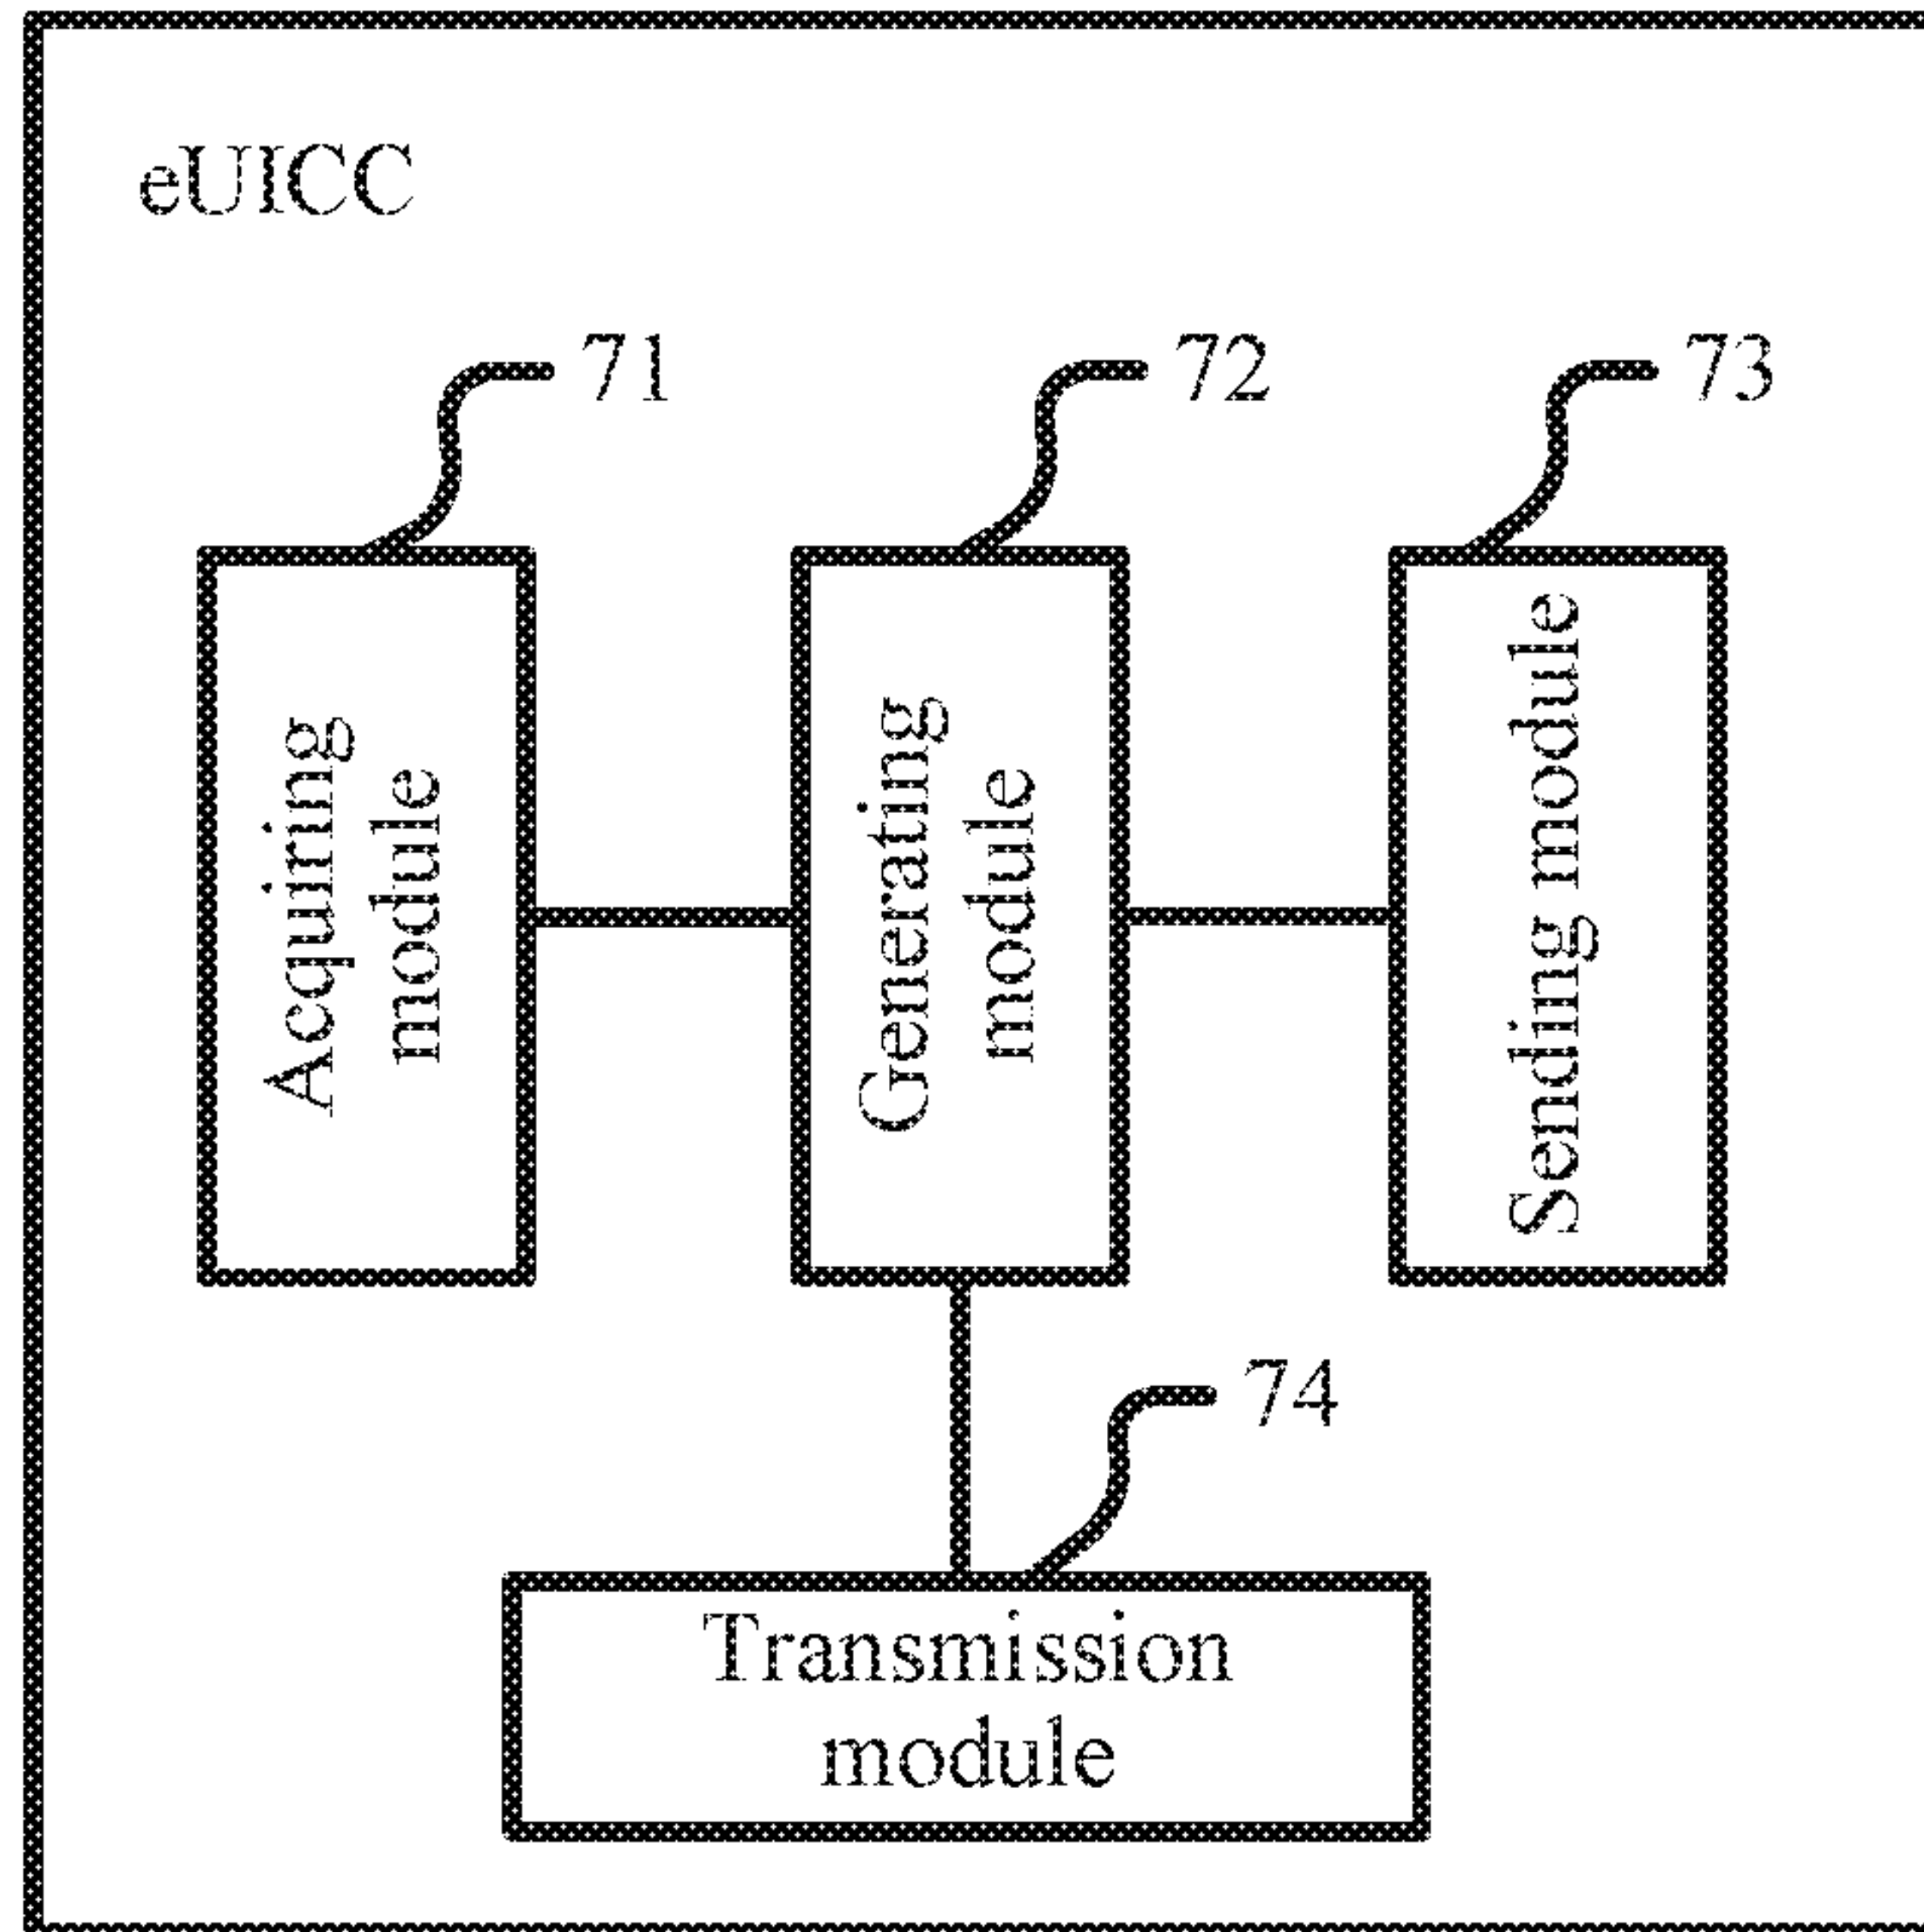 eUICC
71
72
73
Acquiring
module
Generating
module
Sending module
74
Transmission
module